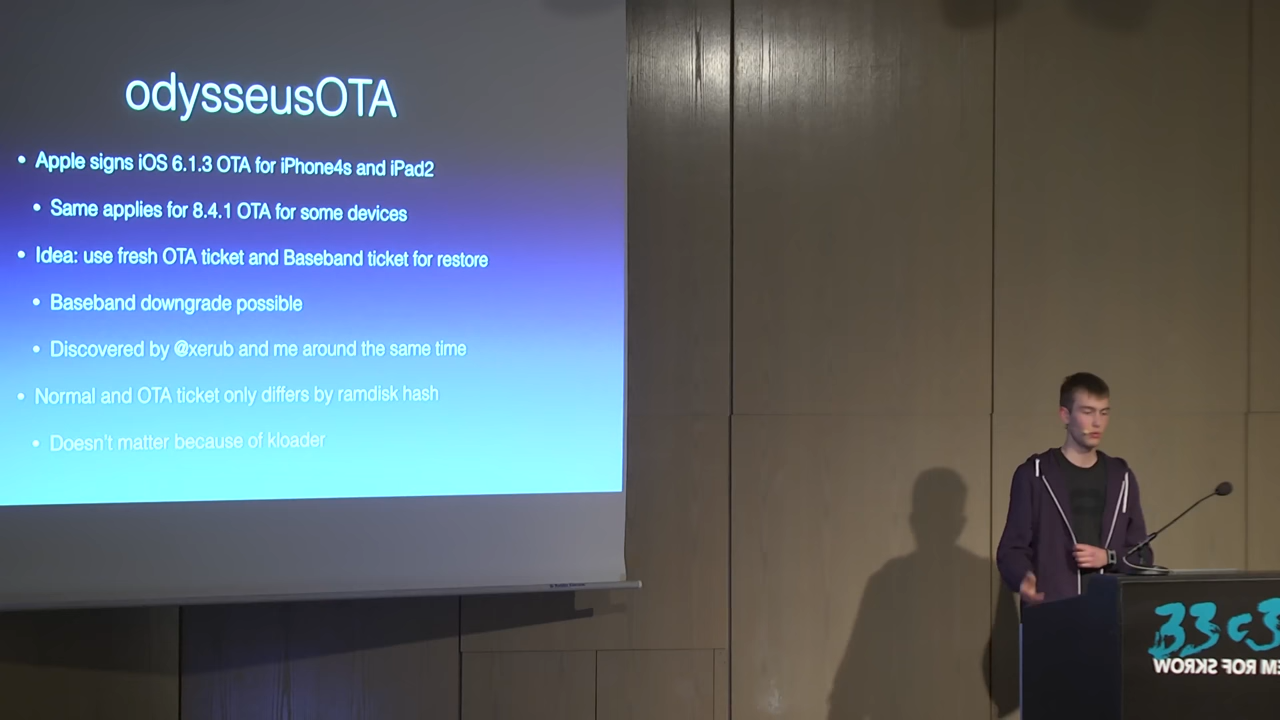 odysseusOTA
• Apple signs iOS 6.1.3 OTA for iPhone4s and iPad2
• Same applies for 8.4.1 OTA for some devices
• Idea: use fresh OTA ticket and Baseband ticket for restore
• Baseband downgrade possible
• Discovered by @xerub and me around the same time
• Normal and OTA ticket only differs by ramdisk hash
• Doesn't matter because of kloader
33c3
WORKS FOR ME